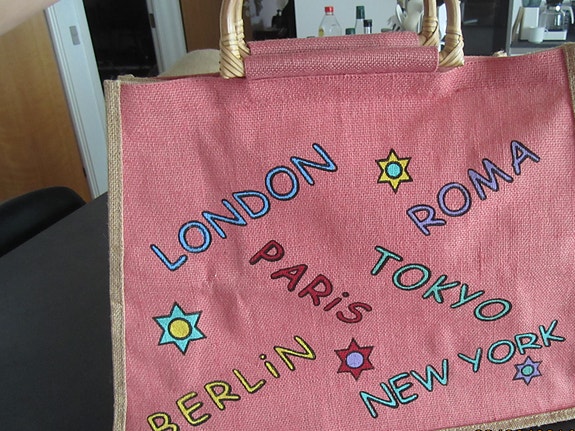 LONDON
ROMA
PARiS
TOKYO
BERLiN
NEW YORK